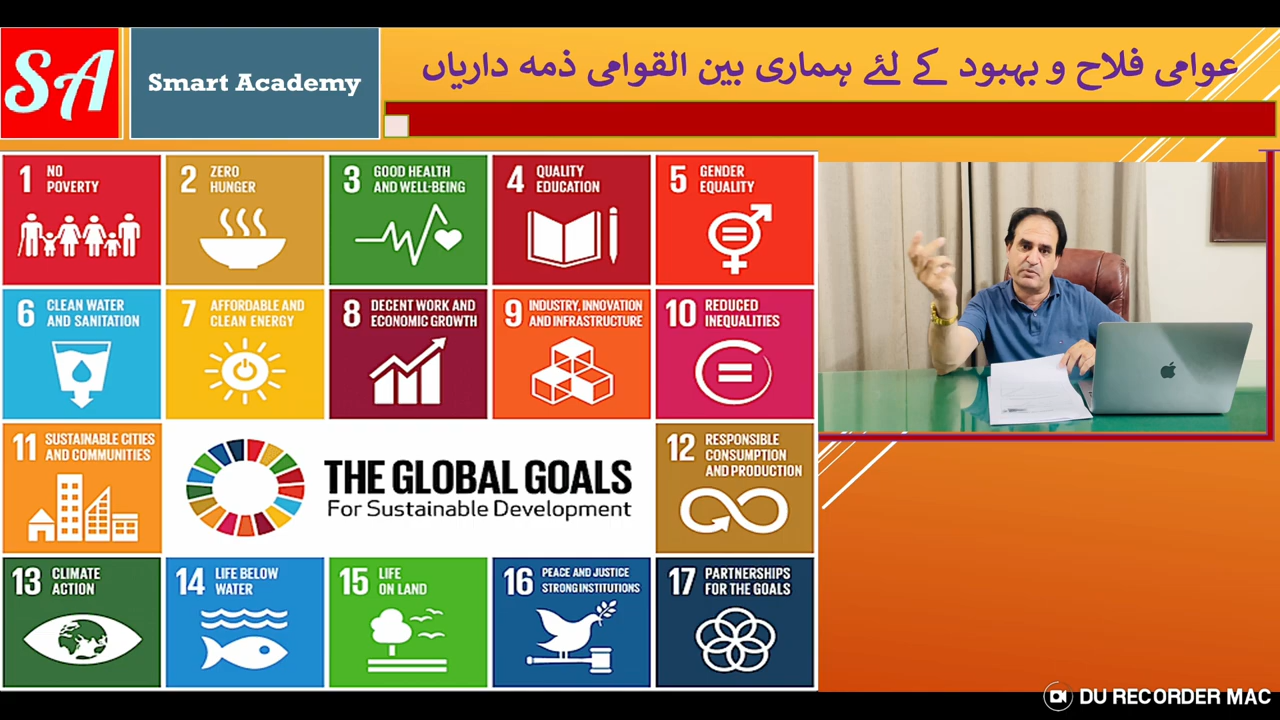 SA
Smart Academy
عوامی فلاح و بہبود کے لئے ہماری بین القوامی ذمہ داریاں
1 NO
POVERTY
2 ZERO
HUNGER
3 GOOD HEALTH
AND WELL-BEING
4 QUALITY
EDUCATION
5 GENDER
EQUALITY
6 CLEAN WATER
AND SANITATION
7 AFFORDABLE AND
CLEAN ENERGY
8 DECENT WORK AND
ECONOMIC GROWTH
9 INDUSTRY, INNOVATION
AND INFRASTRUCTURE
10 REDUCED
INEQUALITIES
11 SUSTAINABLE CITIES
AND COMMUNITIES
THE GLOBAL GOALS
For Sustainable Development
12 RESPONSIBLE
CONSUMPTION
AND PRODUCTION
13 CLIMATE
ACTION
14 LIFE BELOW
WATER
15 LIFE
ON LAND
16 PEACE AND JUSTICE
STRONG INSTITUTIONS
17 PARTNERSHIPS
FOR THE GOALS
DU RECORDER MAC